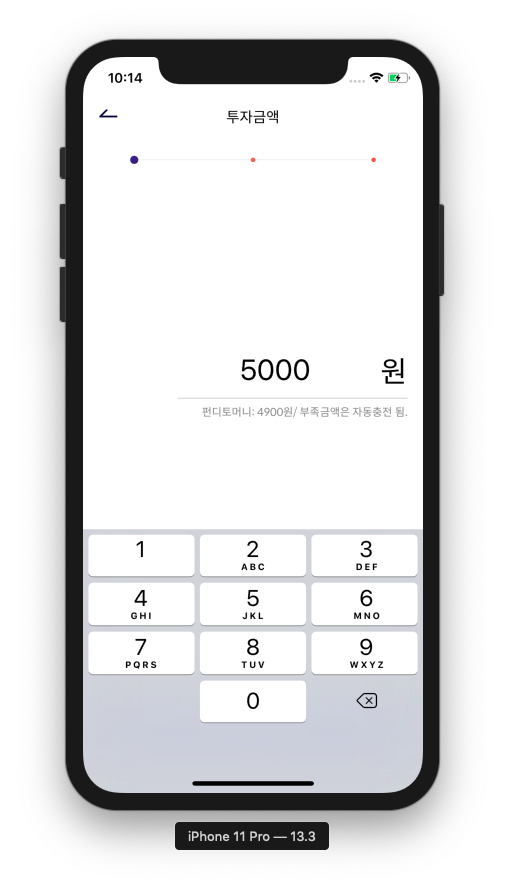 10:14
투자금액
5000 원
펀디토머니: 4900원/ 부족금액은 자동충전 됨.
1 2 3
ABC DEF
4 5 6
GHI JKL MNO
7 8 9
PQRS TUV WXYZ
0
iPhone 11 Pro — 13.3